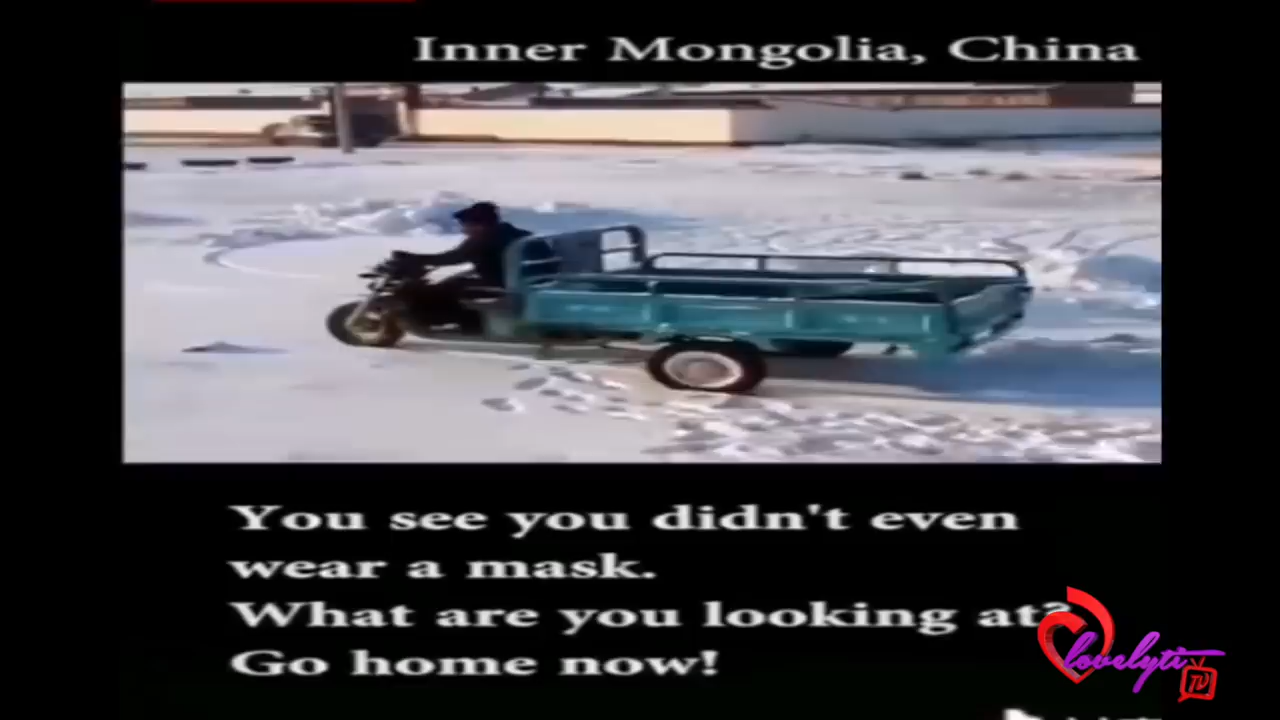 Inner Mongolia, China
You see you didn't even
wear a mask.
What are you looking at?
Go home now!
lovelyti
TV